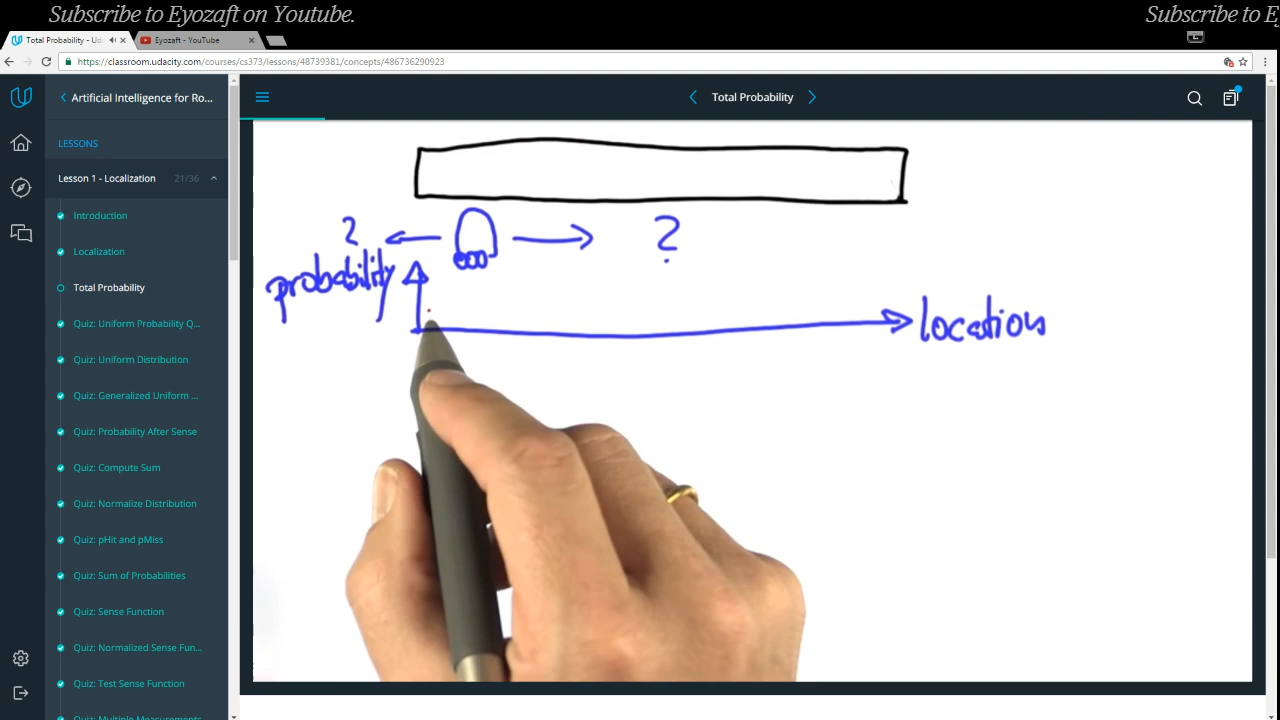 Subscribe to Eyozaft on Youtube.
Subscribe to E
Total Probability - Ud
Eyozaft - YouTube
https://classroom.udacity.com/courses/cs373/lessons/48739381/concepts/486736290923
Artificial Intelligence for Ro...
Total Probability
LESSONS
Lesson 1 - Localization 21/36
Introduction
Localization
Total Probability
Quiz: Uniform Probability Q...
Quiz: Uniform Distribution
Quiz: Generalized Uniform ...
Quiz: Probability After Sense
Quiz: Compute Sum
Quiz: Normalize Distribution
Quiz: pHit and pMiss
Quiz: Sum of Probabilities
Quiz: Sense Function
Quiz: Normalized Sense Fun...
Quiz: Test Sense Function
Quiz: Multiple Measurements
? ?
probability
location